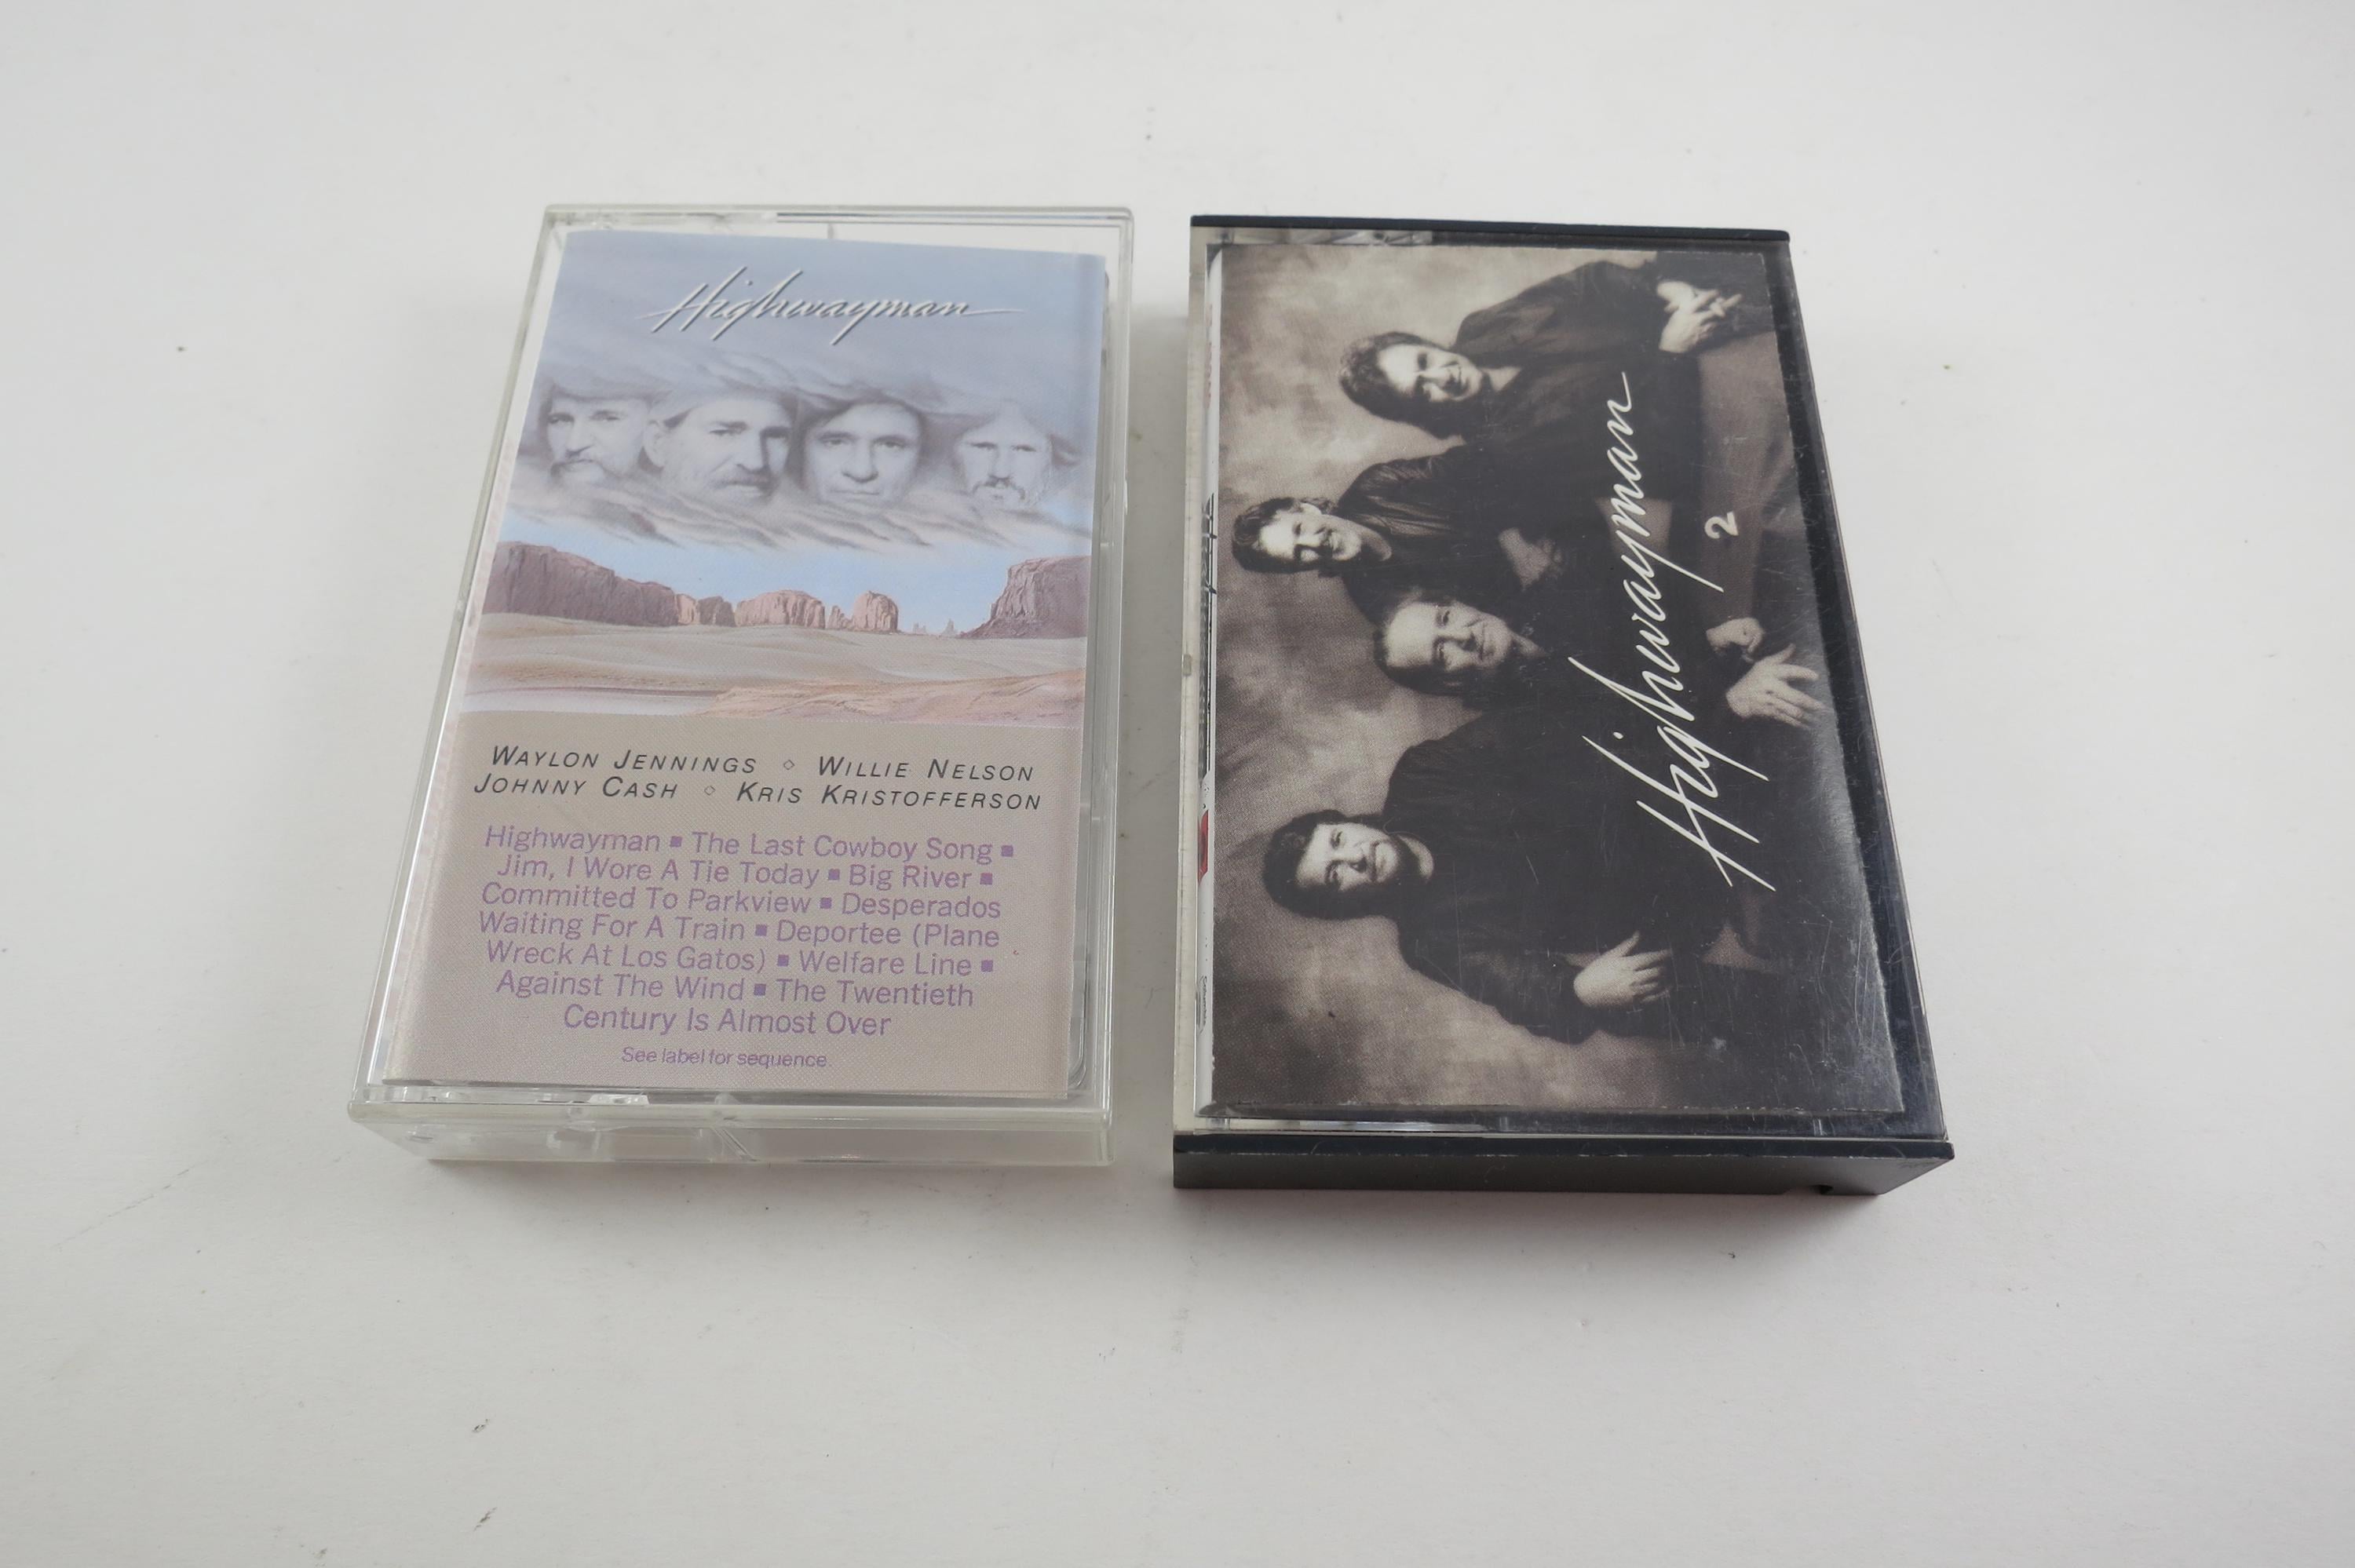 Highwayman
WAYLON JENNINGS ◇ WILLIE NELSON
JOHNNY CASH ◇ KRIS KRISTOFFERSON
Highwayman ■ The Last Cowboy Song ■
Jim, I Wore A Tie Today ■ Big River ■
Committed To Parkview ■ Desperados
Waiting For A Train ■ Deportee (Plane
Wreck At Los Gatos) ■ Welfare Line ■
Against The Wind ■ The Twentieth
Century Is Almost Over
See label for sequence.
Highwayman
2